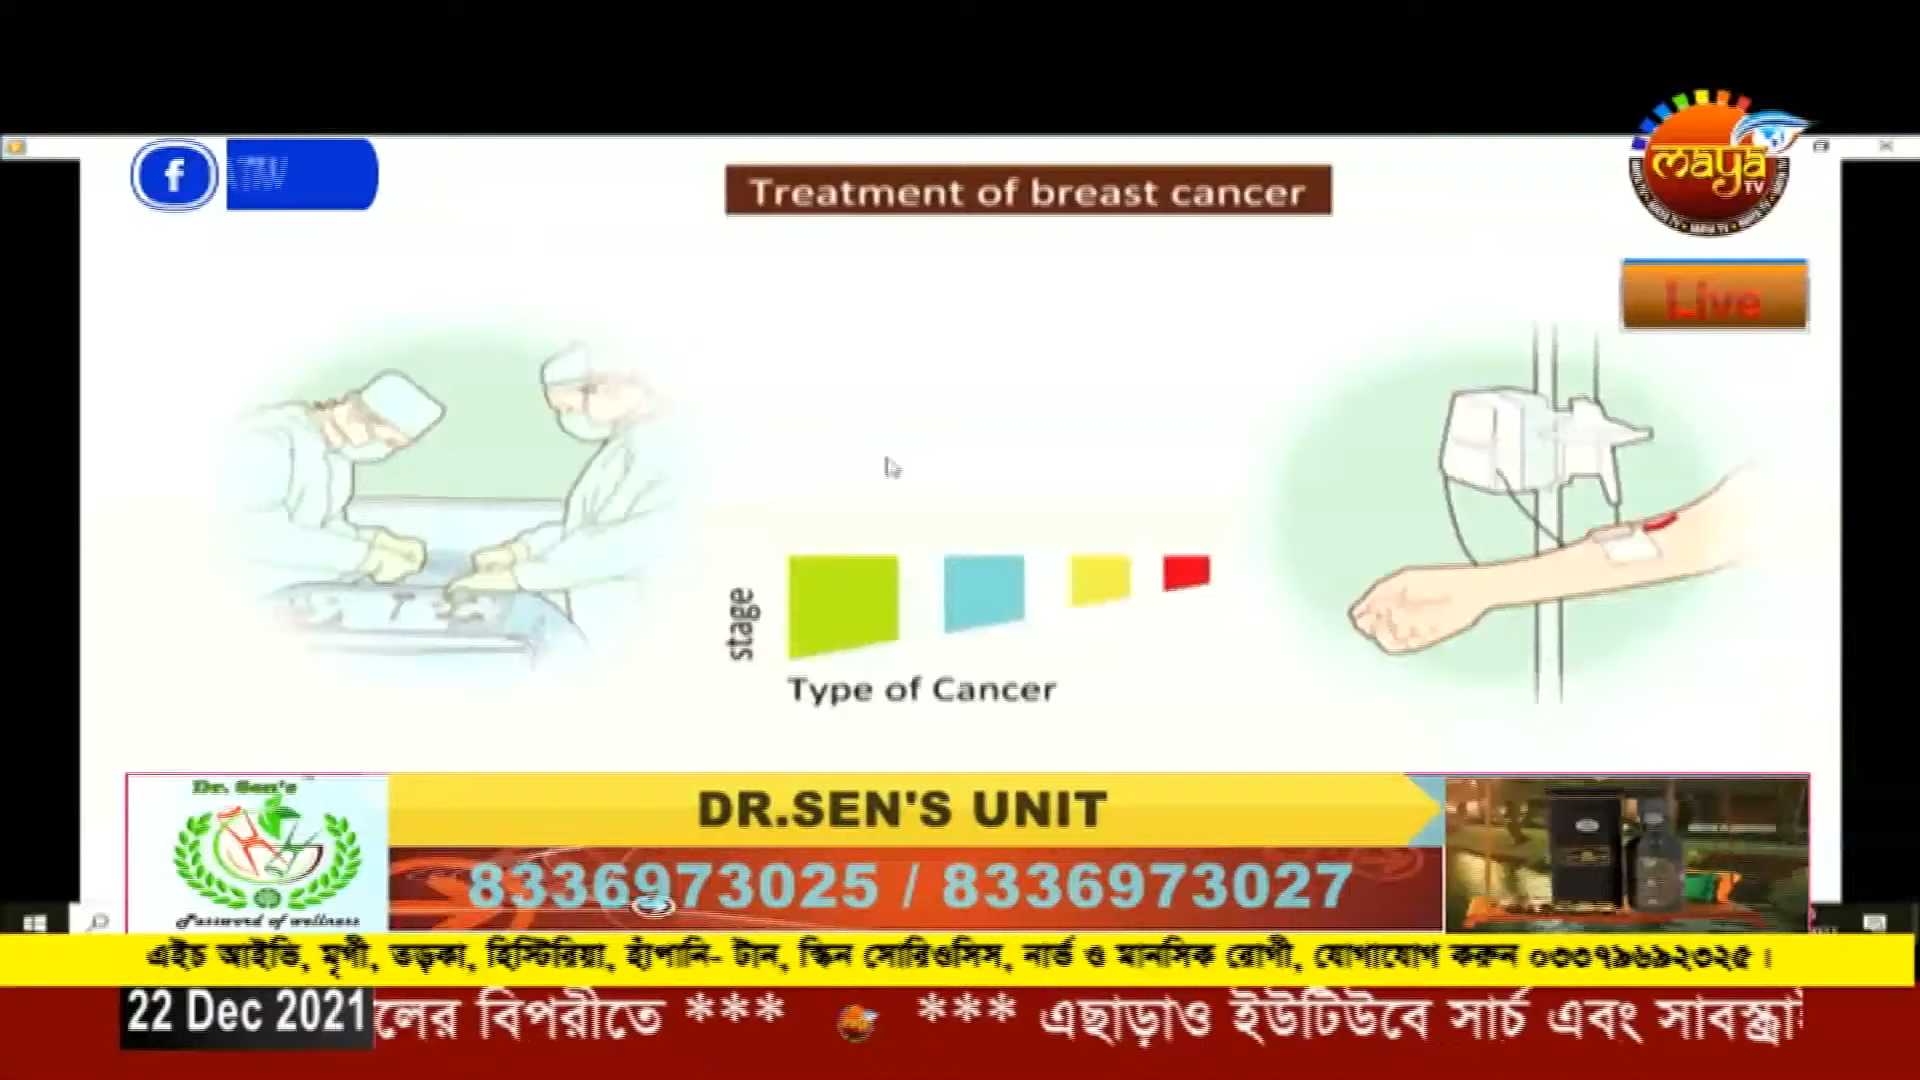 f
Treatment of breast cancer
maya
TV
Live
stage
Type of Cancer
Dr. Sen's
Password of wellness
DR.SEN'S UNIT
8336973025 / 8336973027
এইচ আইভি, মৃগী, তড়কা, হিস্টিরিয়া, হাঁপানি- টান, স্কিন সোরিওসিস, নার্ভ ও মানসিক রোগী, যোগাযোগ করুন ০৩৩৭৯৬৯২৩২৫ ।
22 Dec 2021
লের বিপরীতে *** *** এছাড়াও ইউটিউবে সার্চ এবং